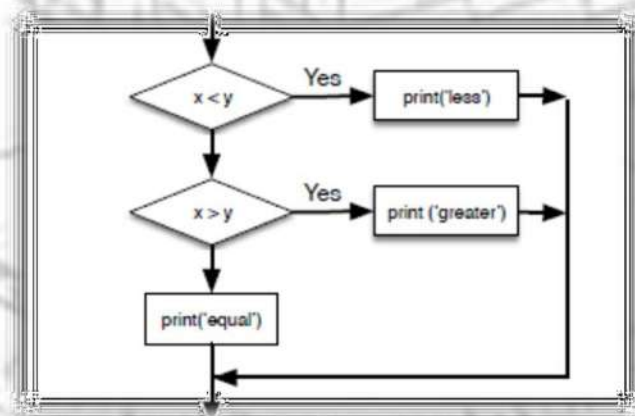 Yes
x < y
print('less')
Yes
x > y
print ('greater')
print('equal')